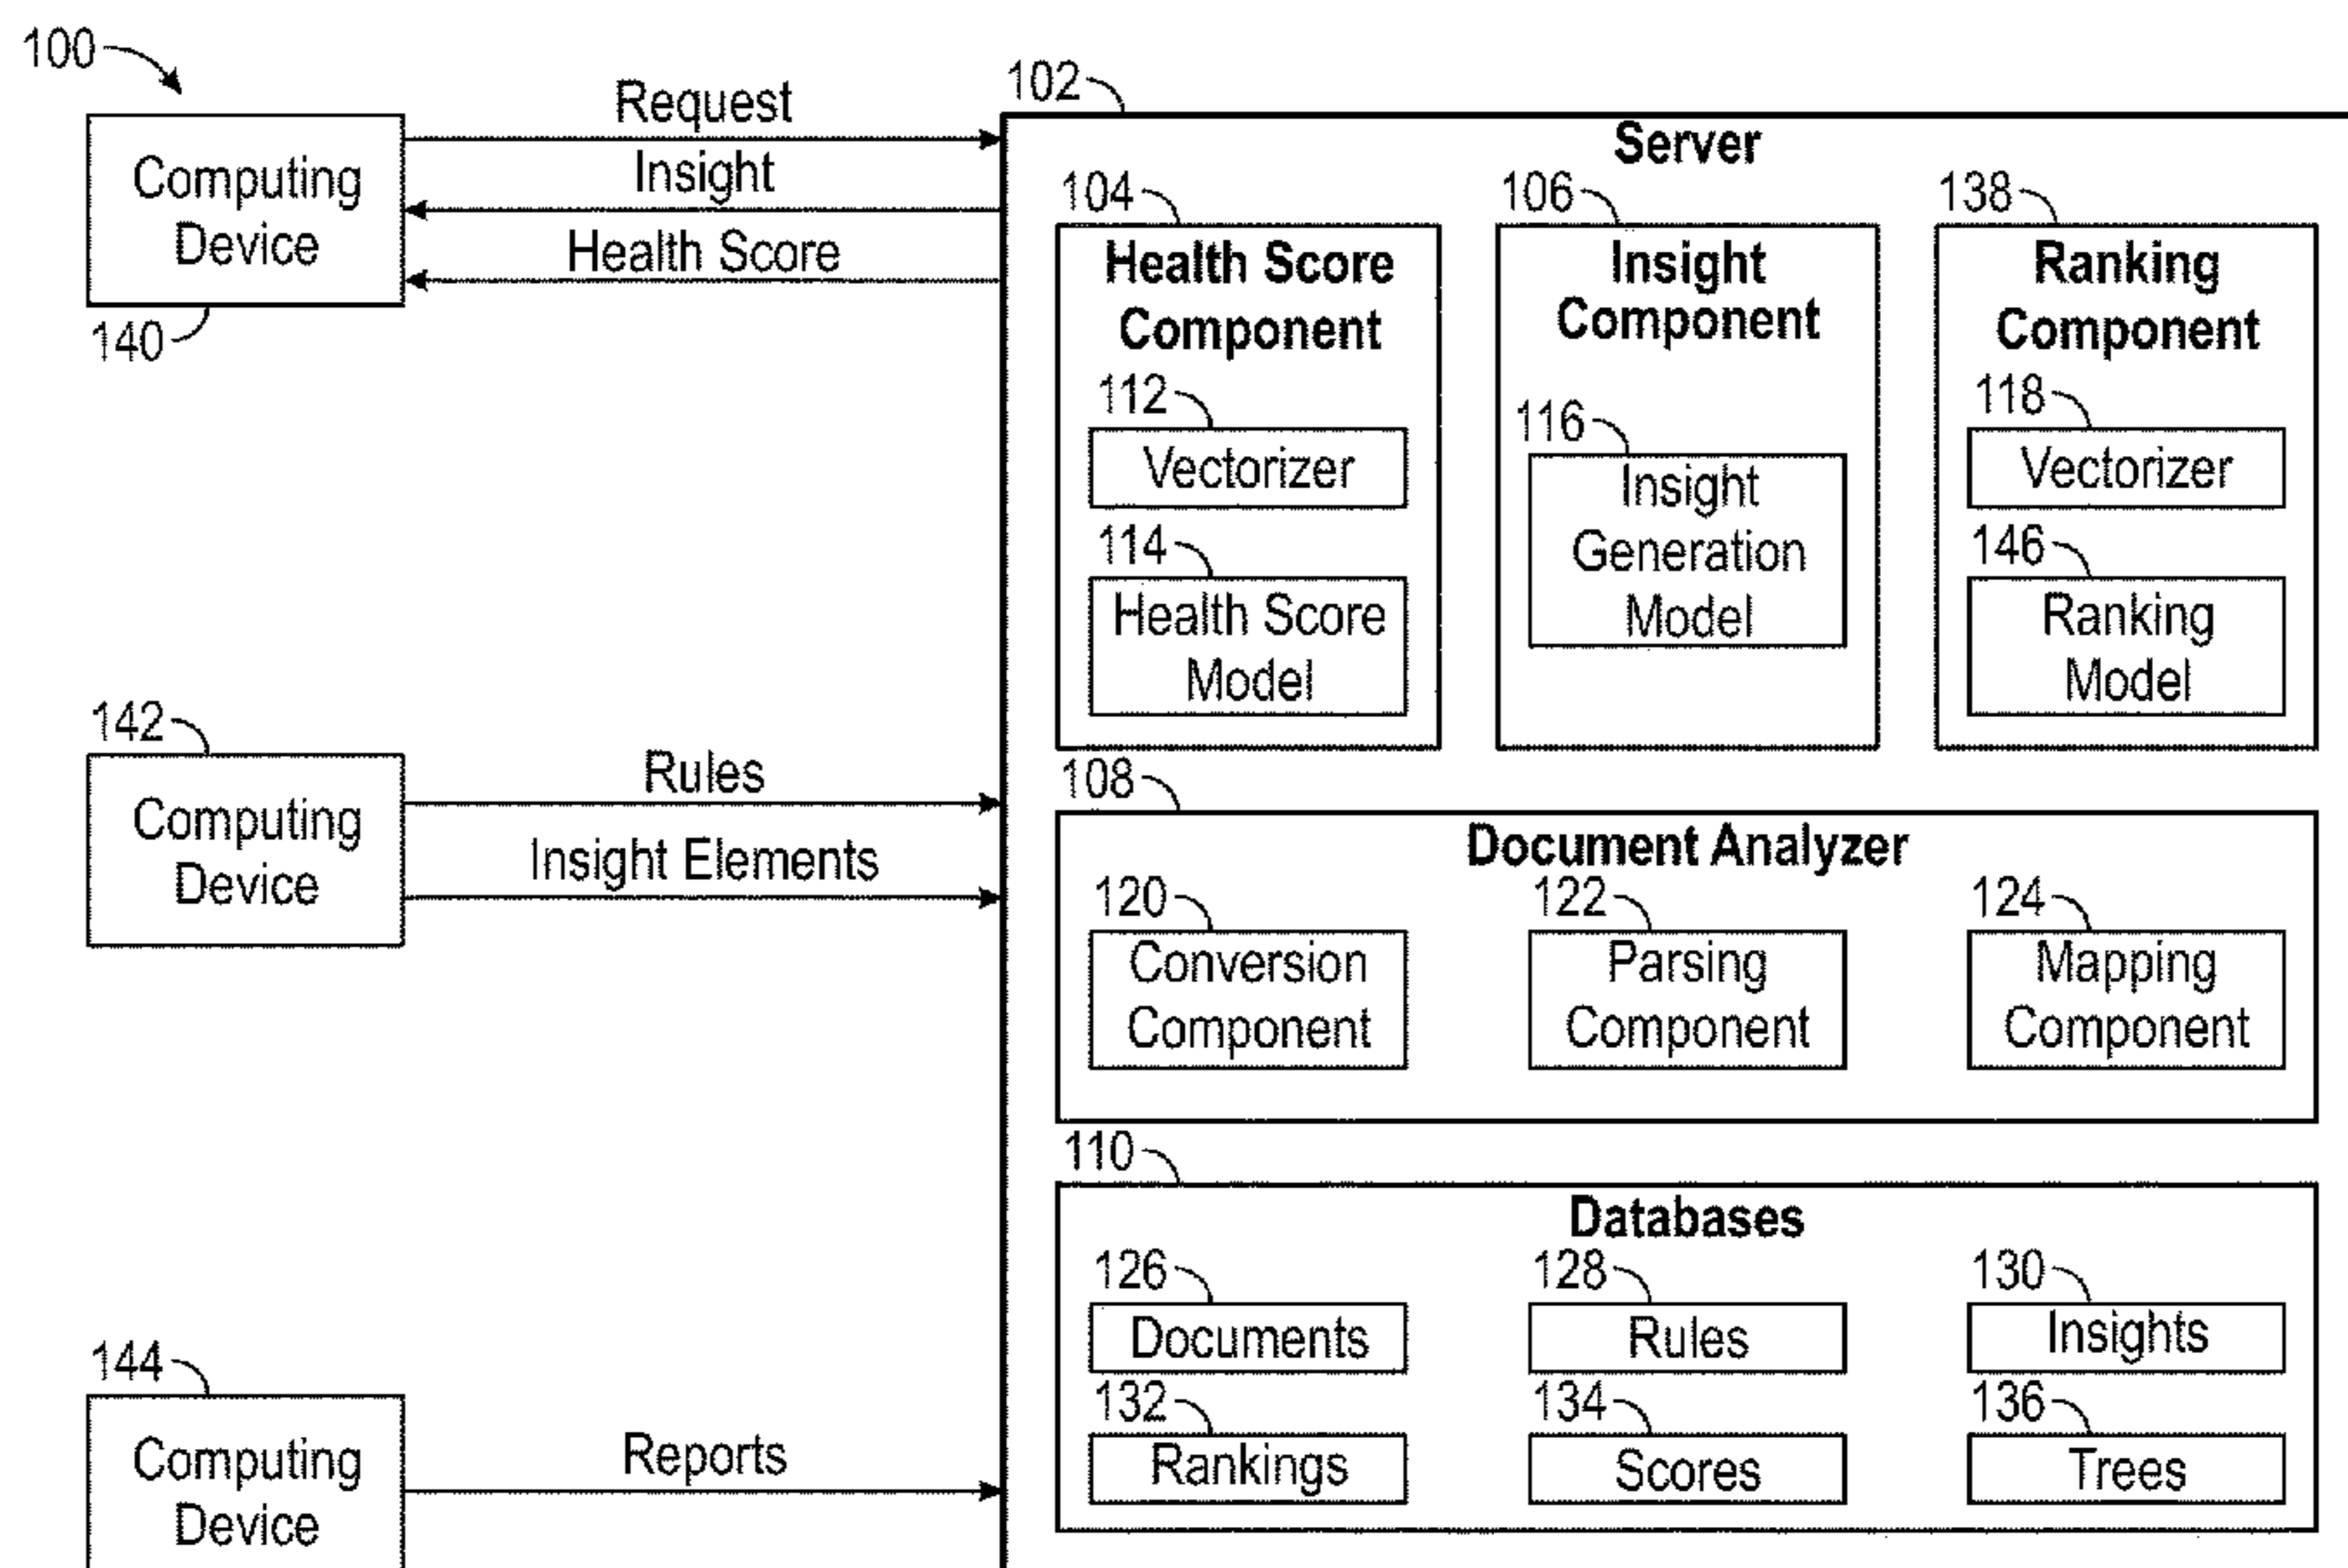 100
102
Request
Server
Insight
Computing
Device
Health Score
140
104
106
138
Health Score
Component
Insight
Component
Ranking
Component
112
Vectorizer
114
Health Score
Model
116
Insight
Generation
Model
118
Vectorizer
146
Ranking
Model
142
Computing
Device
Rules
Insight Elements
108
Document Analyzer
120
Conversion
Component
122
Parsing
Component
124
Mapping
Component
110
Databases
126
Documents
128
Rules
130
Insights
132
Rankings
134
Scores
136
Trees
144
Computing
Device
Reports